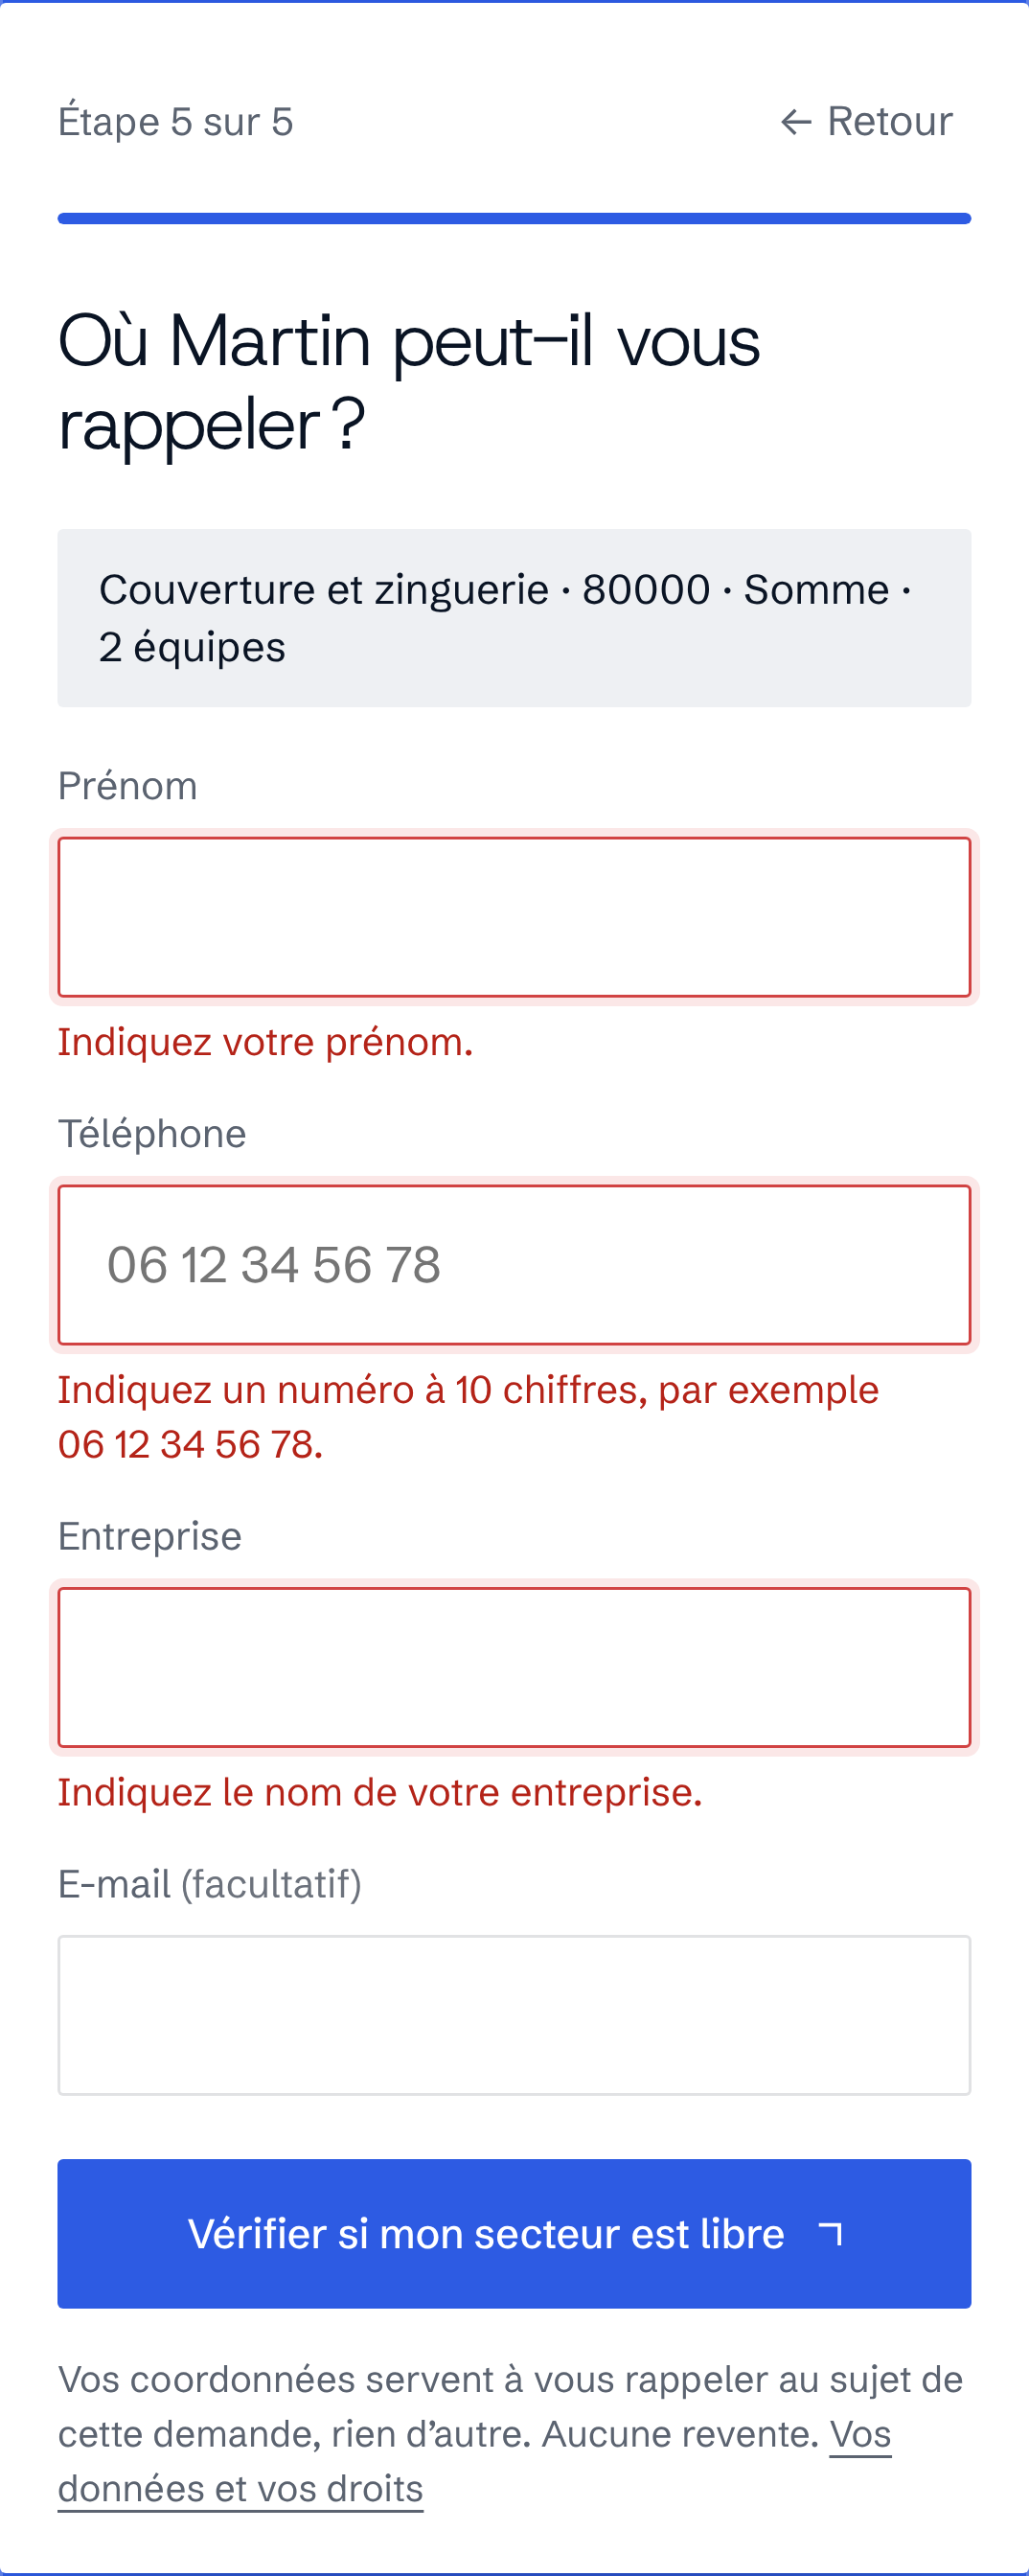 Étape 5 sur 5
← Retour
Où Martin peut-il vous
rappeler ?
Couverture et zinguerie · 80000 · Somme ·
2 équipes
Prénom
Indiquez votre prénom.
Téléphone
06 12 34 56 78
Indiquez un numéro à 10 chiffres, par exemple
06 12 34 56 78.
Entreprise
Indiquez le nom de votre entreprise.
E-mail (facultatif)
Vérifier si mon secteur est libre
Vos coordonnées servent à vous rappeler au sujet de
cette demande, rien d’autre. Aucune revente. Vos
données et vos droits